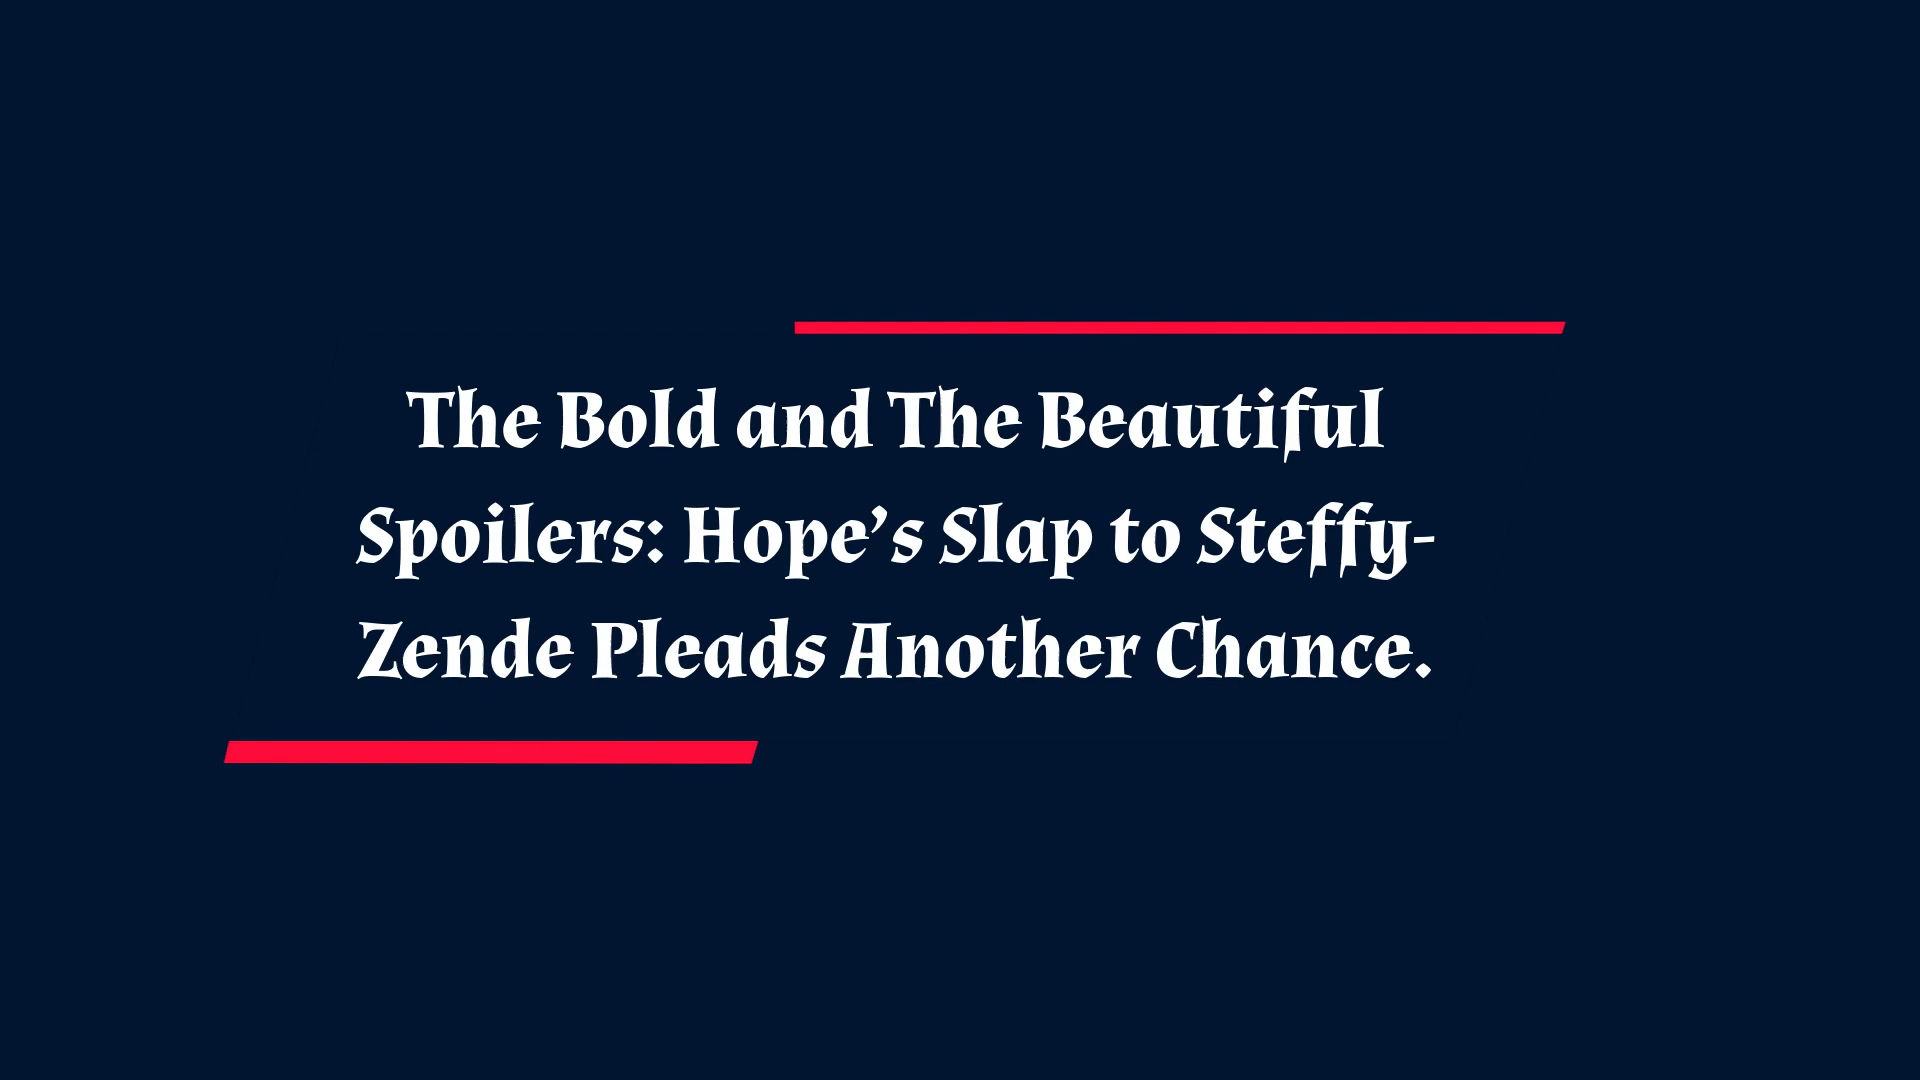 The Bold and The Beautiful
Spoilers: Hope’s Slap to Steffy-
Zende Pleads Another Chance.